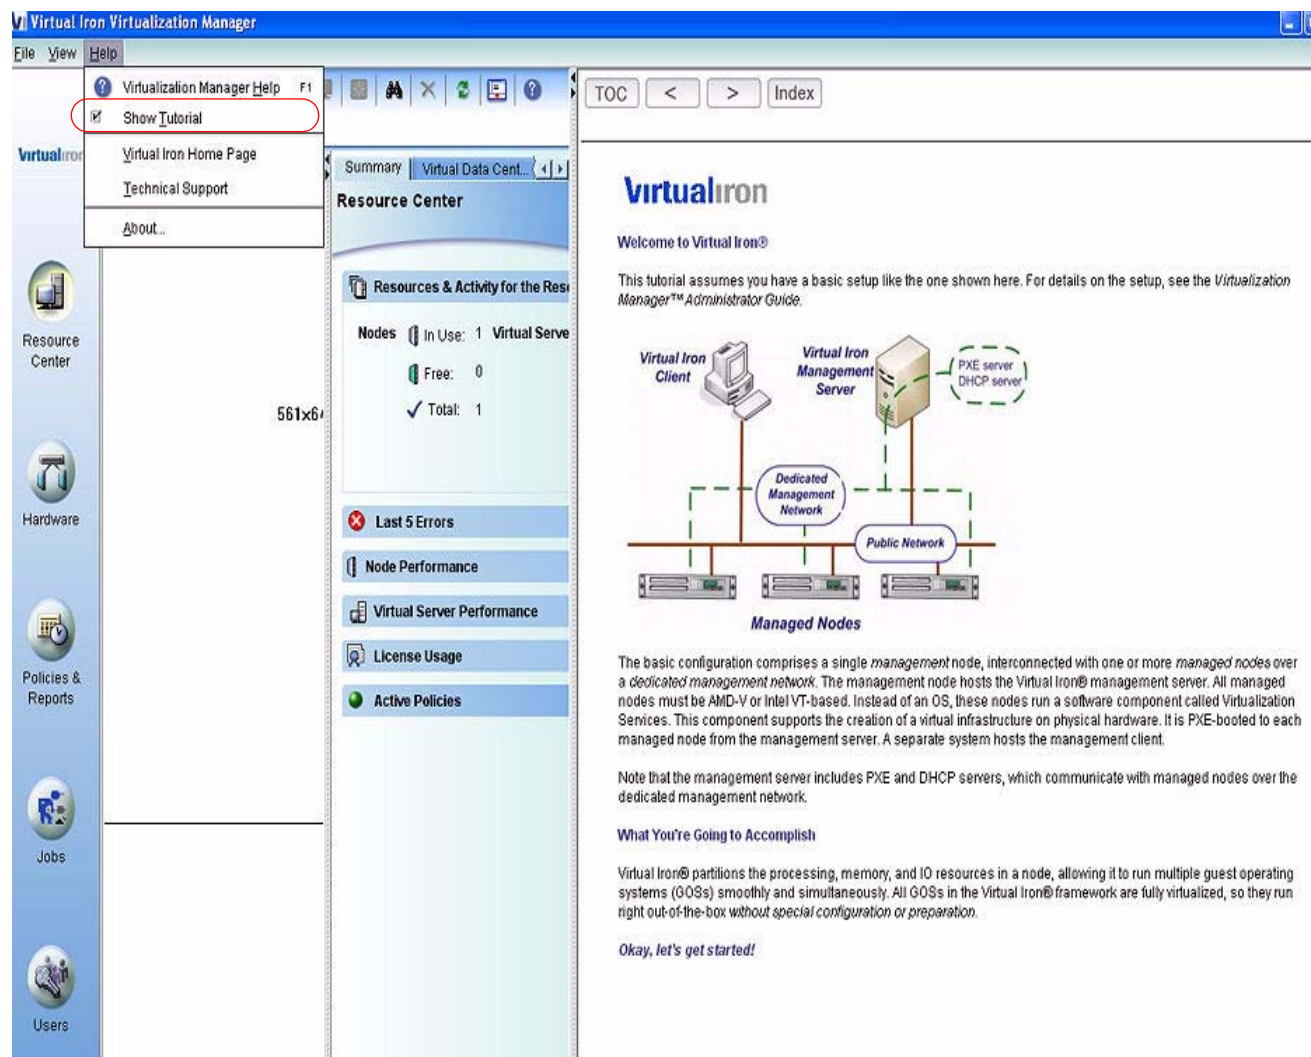 Virtual Iron Virtualization Manager
File View Help
Virtualization Manager Help F1
Show Tutorial
Virtual Iron Home Page
Technical Support
About...
Virtualiron
Resource
Center
Hardware
Policies &
Reports
Jobs
Users
561x64
Summary Virtual Data Cent...
Resource Center
Resources & Activity for the Res
Nodes In Use: 1 Virtual Serve
Free: 0
Total: 1
Last 5 Errors
Node Performance
Virtual Server Performance
License Usage
Active Policies
TOC < > Index
Virtualiron
Welcome to Virtual Iron®
This tutorial assumes you have a basic setup like the one shown here. For details on the setup, see the Virtualization
Manager™ Administrator Guide.
Virtual Iron
Client
Virtual Iron
Management
Server
PXE server
DHCP server
Dedicated
Management
Network
Public Network
Managed Nodes
The basic configuration comprises a single management node, interconnected with one or more managed nodes over
a dedicated management network. The management node hosts the Virtual Iron® management server. All managed
nodes must be AMD-V or Intel VT-based. Instead of an OS, these nodes run a software component called Virtualization
Services. This component supports the creation of a virtual infrastructure on physical hardware. It is PXE-booted to each
managed node from the management server. A separate system hosts the management client.
Note that the management server includes PXE and DHCP servers, which communicate with managed nodes over the
dedicated management network.
What You're Going to Accomplish
Virtual Iron® partitions the processing, memory, and IO resources in a node, allowing it to run multiple guest operating
systems (GOSs) smoothly and simultaneously. All GOSs in the Virtual Iron® framework are fully virtualized, so they run
right out-of-the-box without special configuration or preparation.
Okay, let's get started!